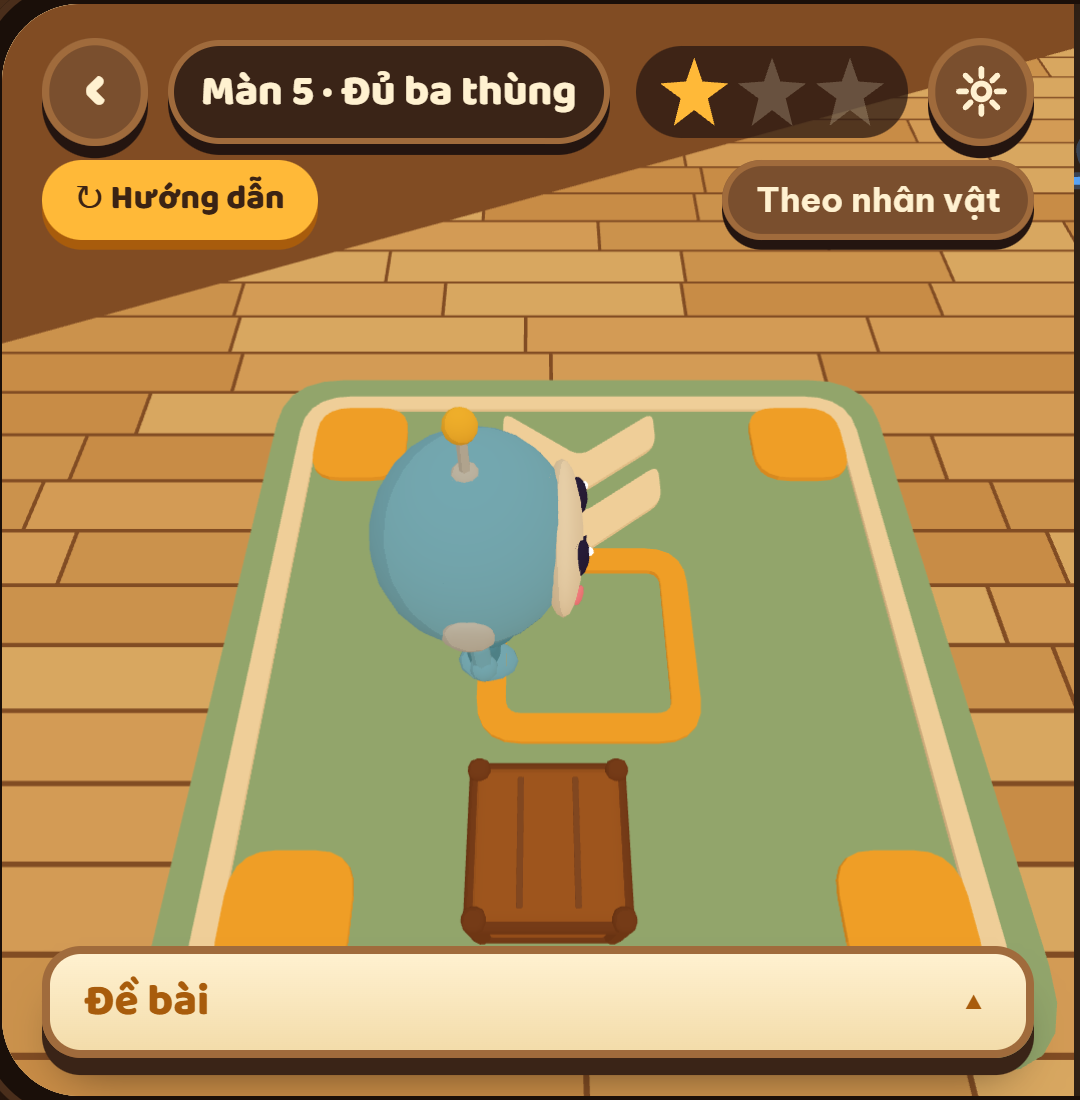 Màn 5 · Đủ ba thùng
↻ Hướng dẫn
Theo nhân vật
Đề bài